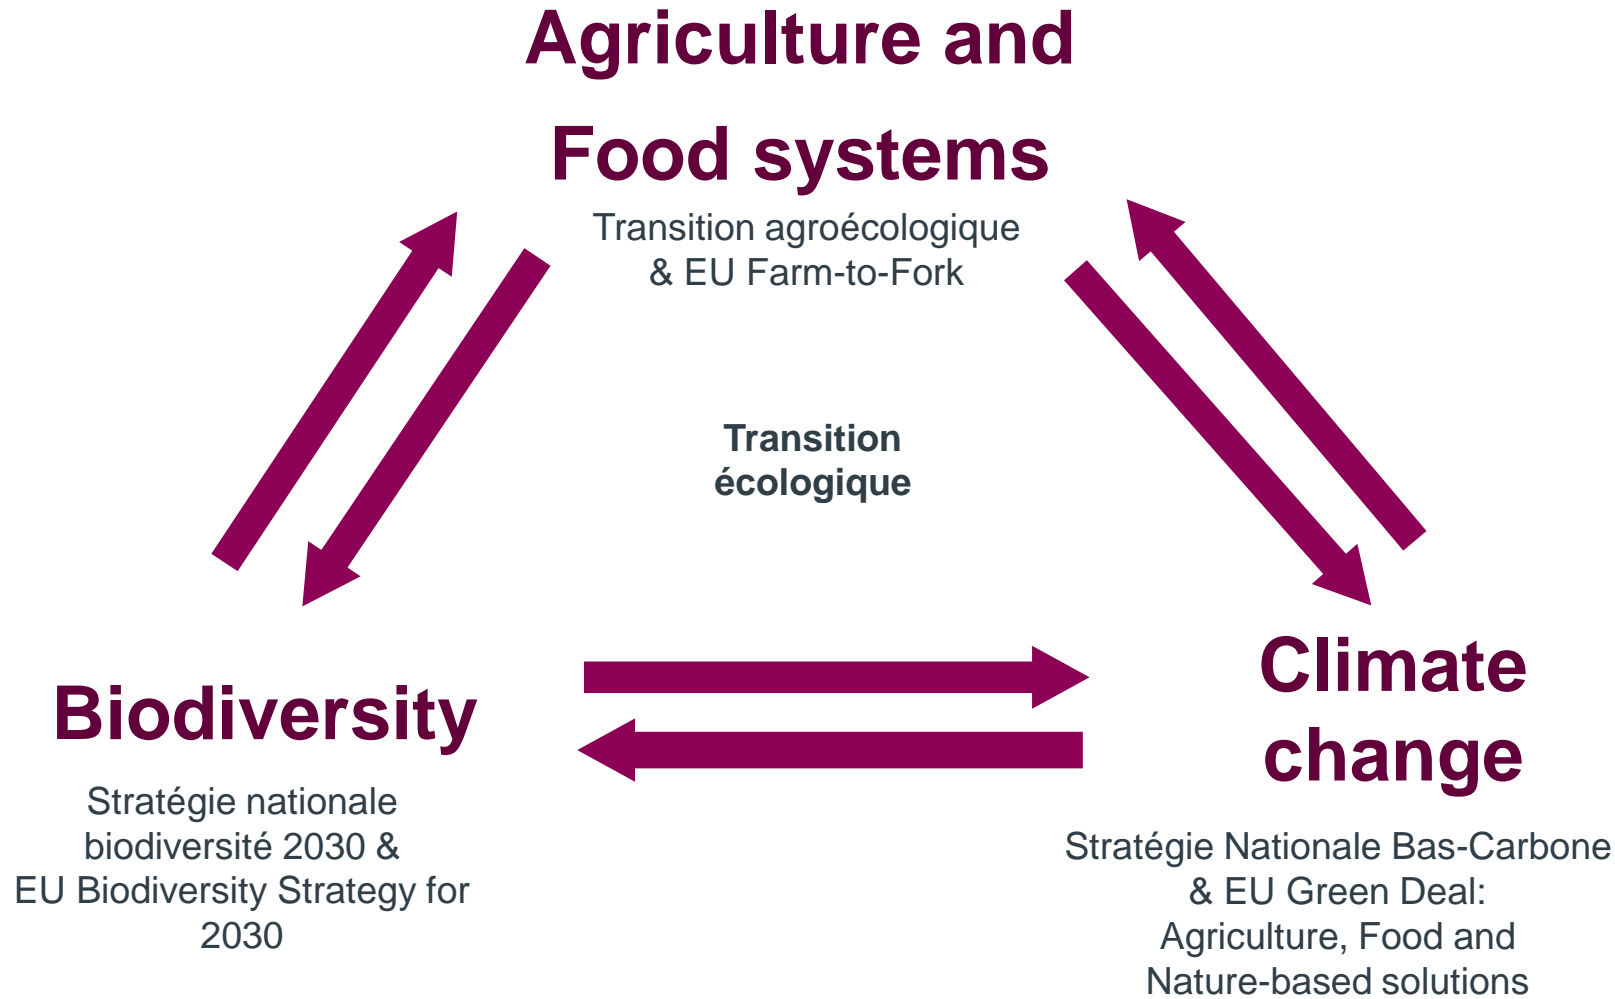 Agriculture and
Food systems
Transition agroécologique
& EU Farm-to-Fork
Transition
écologique
Biodiversity
Stratégie nationale
biodiversité 2030 &
EU Biodiversity Strategy for
2030
Climate
change
Stratégie Nationale Bas-Carbone
& EU Green Deal:
Agriculture, Food and
Nature-based solutions